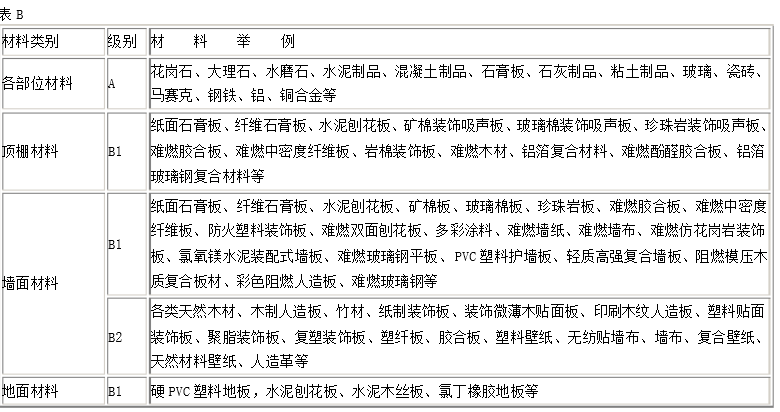 表 B
材料类别 级别 材 料 举 例
各部位材料 A 花岗石、大理石、水磨石、水泥制品、混凝土制品、石膏板、石灰制品、粘土制品、玻璃、瓷砖、
马赛克、钢铁、铝、铜合金等
顶棚材料 B1 纸面石膏板、纤维石膏板、水泥刨花板、矿棉装饰吸声板、玻璃棉装饰吸声板、珍珠岩装饰吸声板、
难燃胶合板、难燃中密度纤维板、岩棉装饰板、难燃木材、铝箔复合材料、难燃酚醛胶合板、铝箔
玻璃钢复合材料等
墙面材料 B1 纸面石膏板、纤维石膏板、水泥刨花板、矿棉板、玻璃棉板、珍珠岩板、难燃胶合板、难燃中密度
纤维板、防火塑料装饰板、难燃双面刨花板、多彩涂料、难燃墙纸、难燃墙布、难燃仿花岗岩装饰
板、氯氧镁水泥装配式墙板、难燃玻璃钢平板、PVC塑料护墙板、轻质高强复合墙板、阻燃模压木
质复合板材、彩色阻燃人造板、难燃玻璃钢等
B2 各类天然木材、木制人造板、竹材、纸制装饰板、装饰微薄木贴面板、印刷木纹人造板、塑料贴面
装饰板、聚脂装饰板、复塑装饰板、塑纤板、胶合板、塑料壁纸、无纺贴墙布、墙布、复合壁纸、
天然材料壁纸、人造革等
地面材料 B1 硬PVC塑料地板，水泥刨花板、水泥木丝板、氯丁橡胶地板等